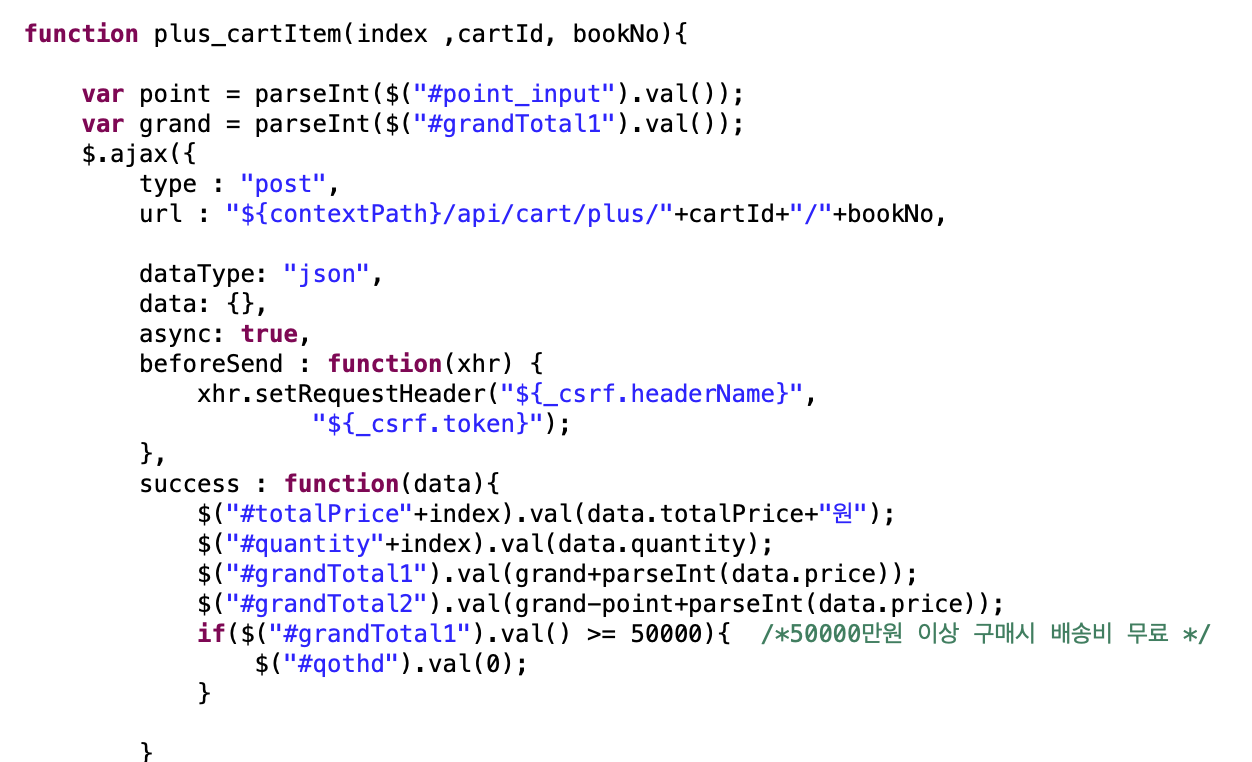 function plus_cartItem(index ,cartId, bookNo){
var point = parseInt($("#point_input").val());
var grand = parseInt($("#grandTotal1").val());
$.ajax({
type : "post",
url : "${contextPath}/api/cart/plus/"+cartId+"/"+bookNo,
dataType: "json",
data: {},
async: true,
beforeSend : function(xhr) {
xhr.setRequestHeader("${_csrf.headerName}",
"${_csrf.token}");
},
success : function(data){
$("#totalPrice"+index).val(data.totalPrice+"원");
$("#quantity"+index).val(data.quantity);
$("#grandTotal1").val(grand+parseInt(data.price));
$("#grandTotal2").val(grand-point+parseInt(data.price));
if($("#grandTotal1").val() >= 50000){  /*50000만원 이상 구매시 배송비 무료 */
$("#qothd").val(0);
}
}